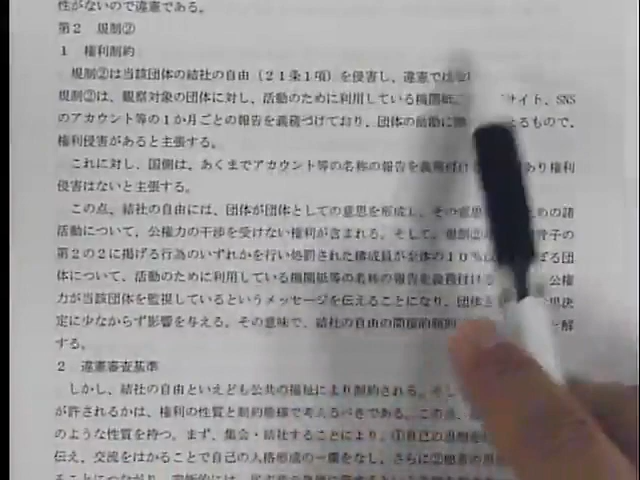 性がないので違憲である。
第2 規制②
1 権利制約
規制②は当該団体の結社の自由(21条1項)を侵害し、違憲では
規制②は、観察対象の団体に対し、活動のために利用している機関紙 サイト、SNS
のアカウント等の1か月ごとの報告を義務づけており、団体の活動に るもので、
権利侵害があると主張する。
これに対し、国側は、あくまでアカウント等の名称の報告を義務付け あり権利
侵害はないと主張する。
この点、結社の自由には、団体が団体としての意思を形成し、その意思 めの諸
活動について、公権力の干渉を受けない権利が含まれる。そして、規制② 骨子の
第2の2に掲げる行為のいずれかを行い処罰された構成員が全体の10% る団
体について、活動のために利用している機関紙等の名称の報告を義務付け 公権
力が当該団体を監視しているというメッセージを伝えることになり、団体 思決
定に少なからず影響を与える。その意味で、結社の自由の間接的制約 解
する。
2 違憲審査基準
しかし、結社の自由といえども公共の福祉により制約される。そし
が許されるかは、権利の性質と制約態様で考えるべきである。この点、
のような性質を持つ。まず、集会・結社することにより、①自己の思想を
伝え、交流をはかることで自己の人格形成の一環をなし、さらに②他者の